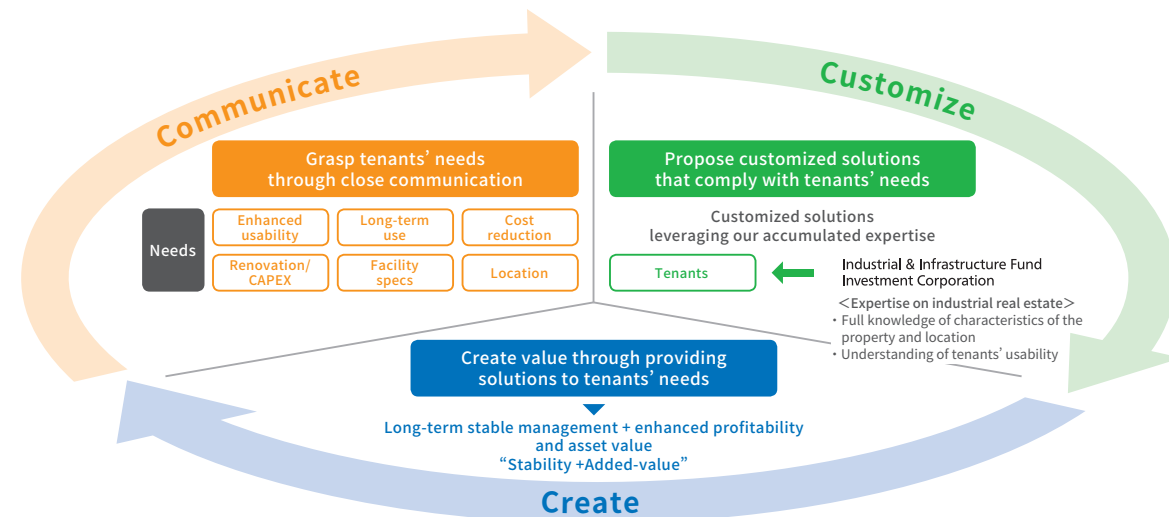 Communicate
Customize
Grasp tenants’ needs
through close communication
Needs
Enhanced
usability
Long-term
use
Cost
reduction
Renovation/
CAPEX
Facility
specs
Location
Propose customized solutions
that comply with tenants’ needs
Customized solutions
leveraging our accumulated expertise
Tenants
Industrial & Infrastructure Fund
Investment Corporation
<Expertise on industrial real estate>
・Full knowledge of characteristics of the
property and location
・Understanding of tenants’ usability
Create value through providing
solutions to tenants’ needs
Long-term stable management + enhanced profitability
and asset value
“Stability +Added-value”
Create